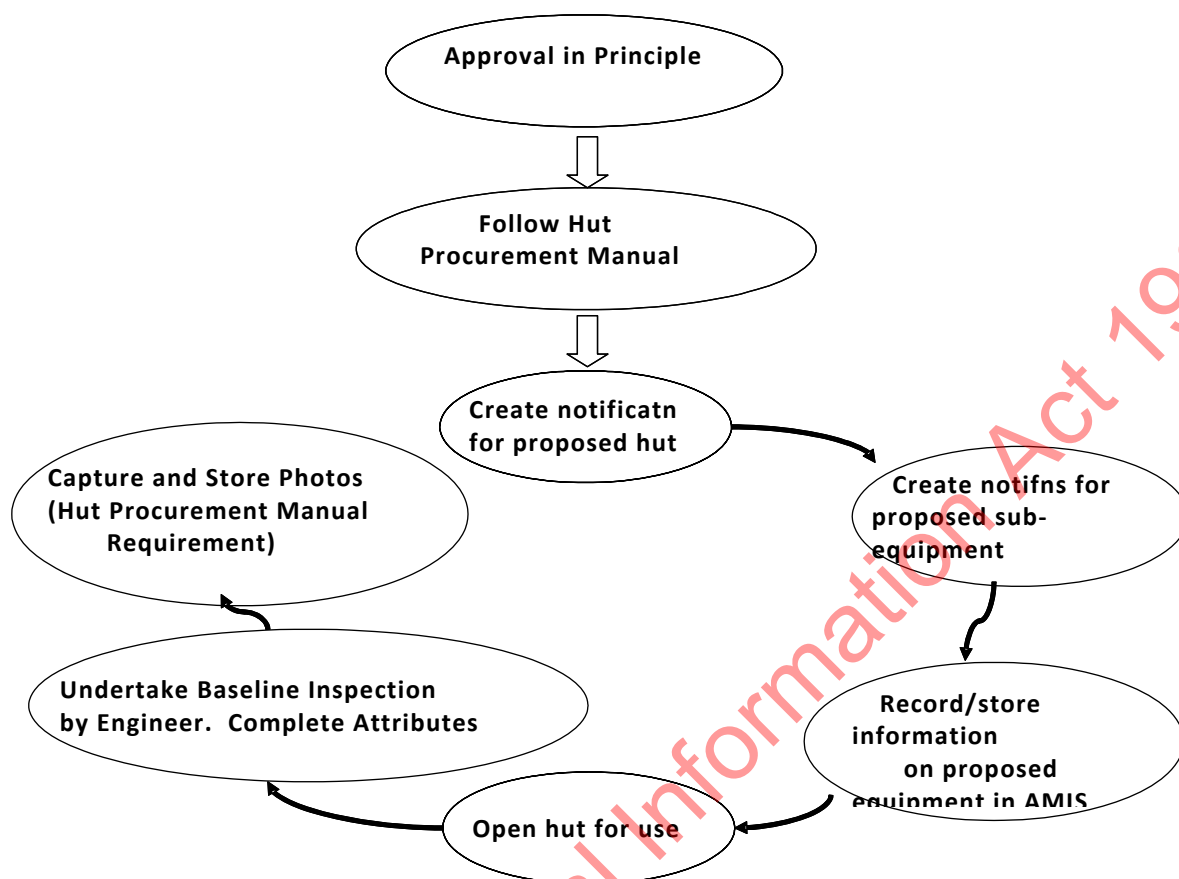 Approval in Principle
Follow Hut
Procurement Manual
Create notificatn
for proposed hut
Create notifns for
proposed sub-
equipment
Record/store
information
on proposed
equipment in AMIS
Open hut for use
Undertake Baseline Inspection
by Engineer. Complete Attributes
Capture and Store Photos
(Hut Procurement Manual
Requirement)
Information Act